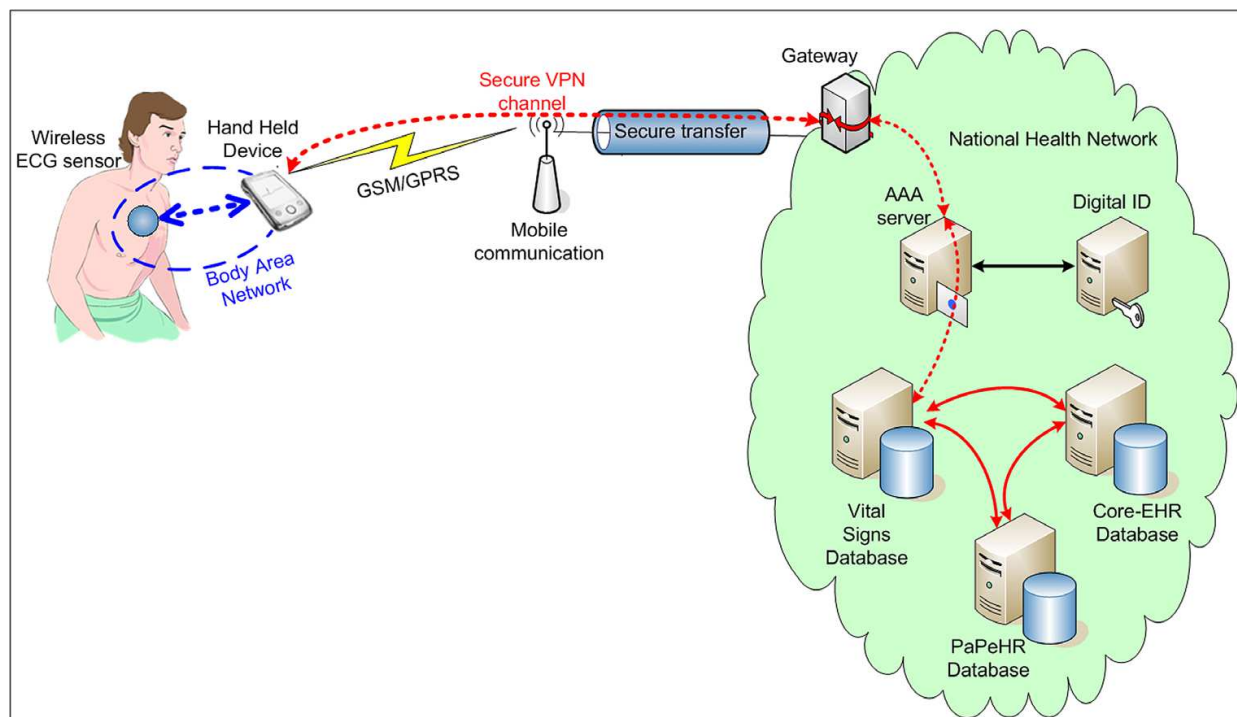 Wireless
ECG sensor
Hand Held
Device
Body Area
Network
Secure VPN
channel
GSM/GPRS
Mobile
communication
Secure transfer
Gateway
National Health Network
AAA
server
Digital ID
Vital
Signs
Database
Core-EHR
Database
PaPeHR
Database